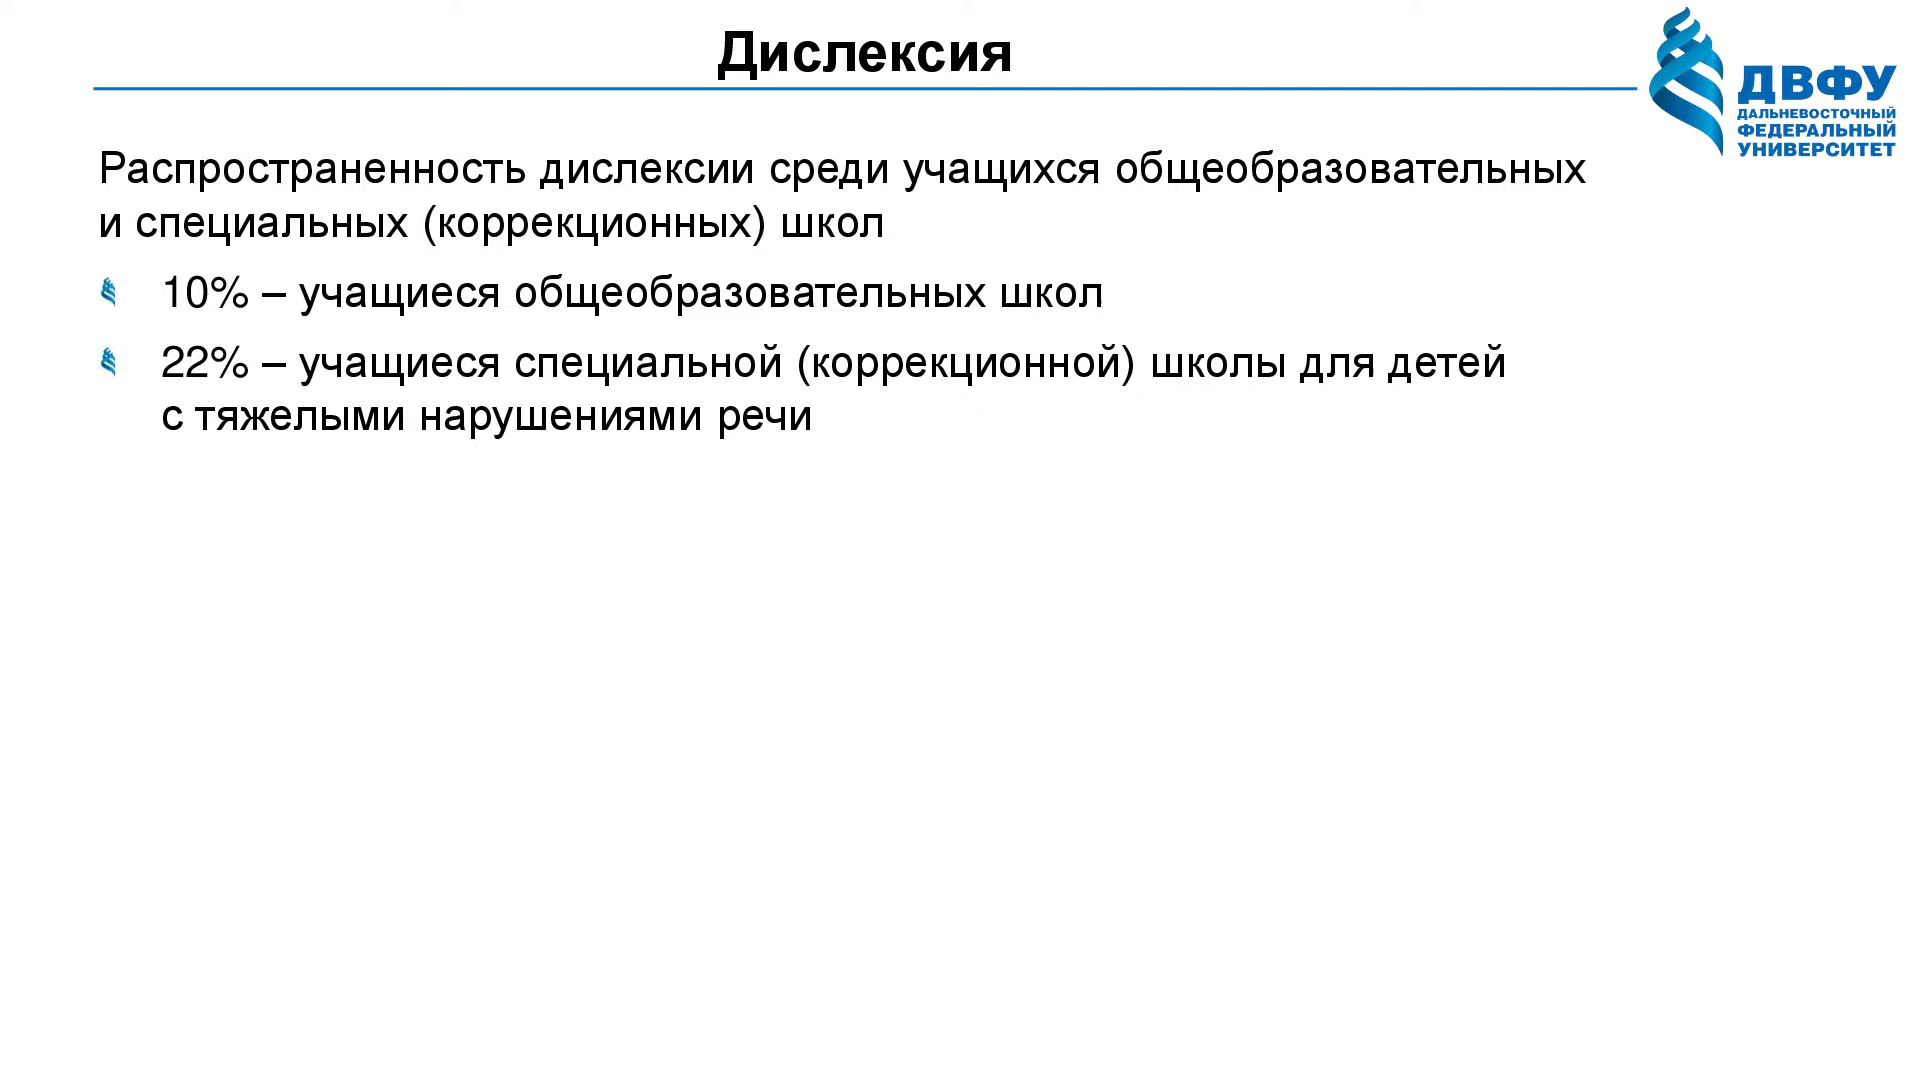 Дислексия
ДВФУ
ДАЛЬНЕВОСТОЧНЫЙ
ФЕДЕРАЛЬНЫЙ
УНИВЕРСИТЕТ
Распространенность дислексии среди учащихся общеобразовательных
и специальных (коррекционных) школ
10% – учащиеся общеобразовательных школ
22% – учащиеся специальной (коррекционной) школы для детей
с тяжелыми нарушениями речи